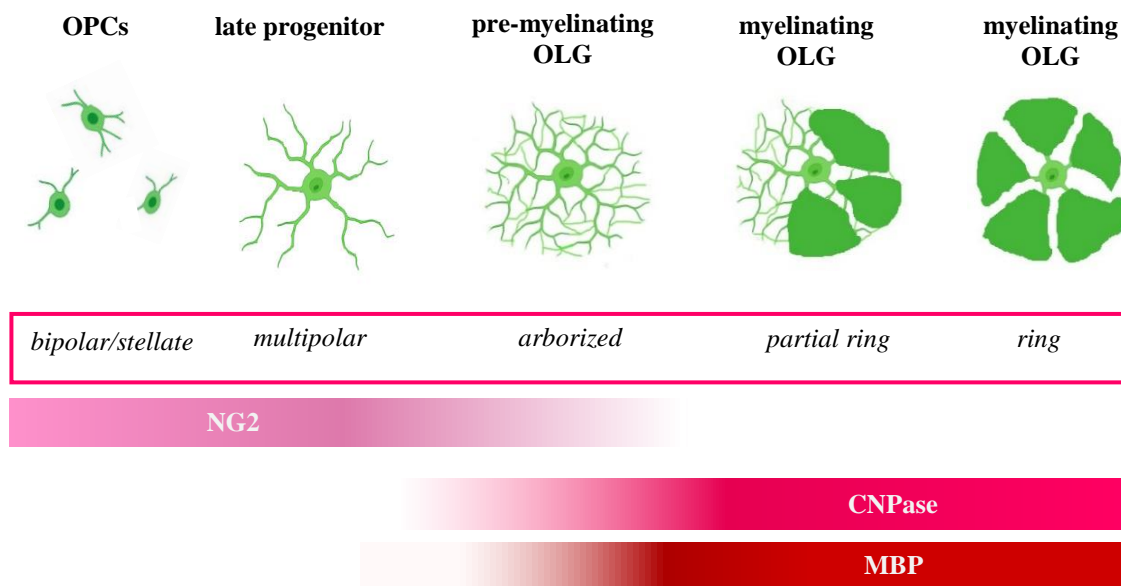 OPCs late progenitor pre-myelinating myelinating myelinating
OLG OLG OLG
bipolar/stellate multipolar arborized partial ring ring
NG2
CNPase
MBP